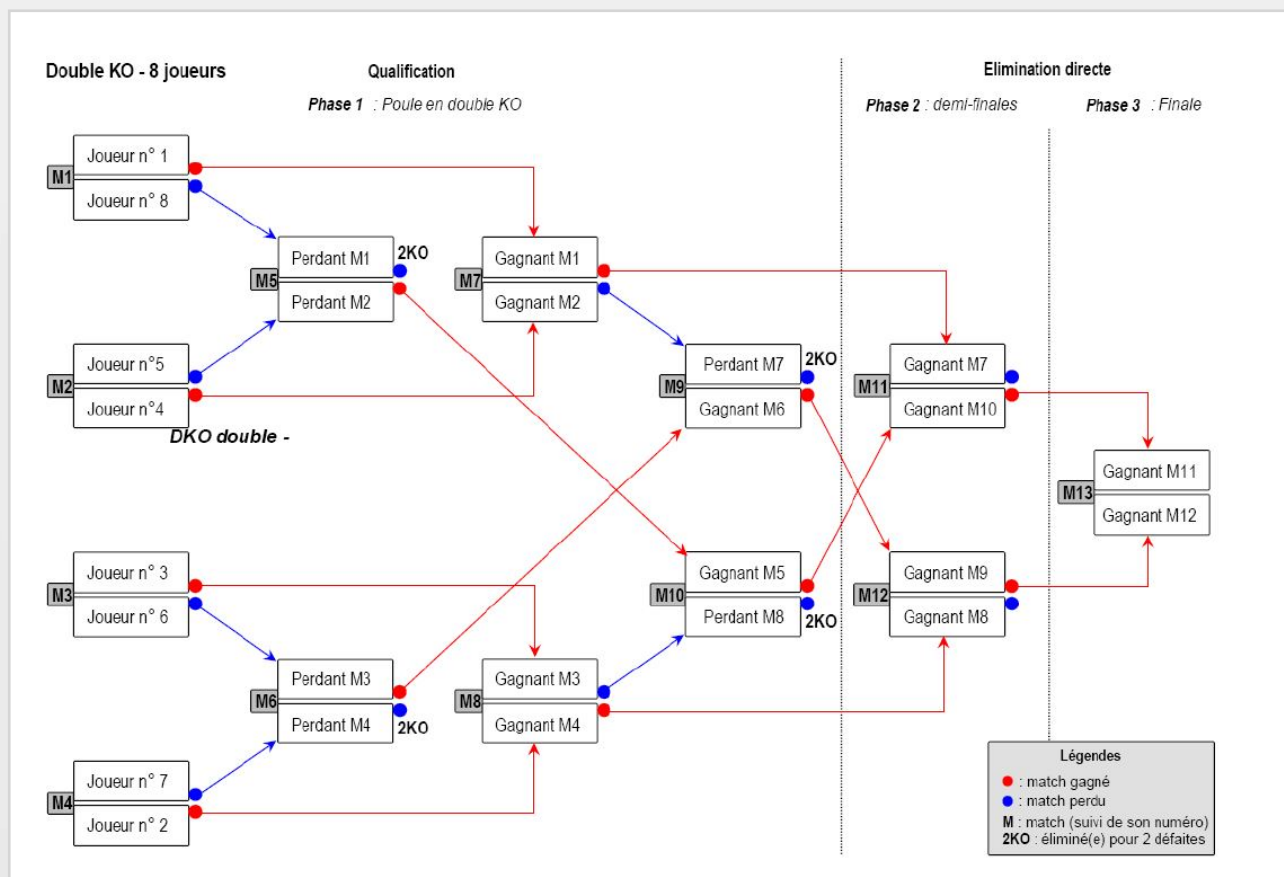 Double KO - 8 joueurs
Qualification
Elimination directe
Phase 1 : Poule en double KO
Phase 2 : demi-finales
Phase 3 : Finale
M1
Joueur n° 1
Joueur n° 8
M5
Perdant M1
Perdant M2
2KO
M7
Gagnant M1
Gagnant M2
M2
Joueur n°5
Joueur n°4
DKO double -
M9
Perdant M7
Gagnant M6
2KO
M11
Gagnant M7
Gagnant M10
M13
Gagnant M11
Gagnant M12
M3
Joueur n° 3
Joueur n° 6
M10
Gagnant M5
Perdant M8
2KO
M12
Gagnant M9
Gagnant M8
M6
Perdant M3
Perdant M4
2KO
M8
Gagnant M3
Gagnant M4
M4
Joueur n° 7
Joueur n° 2
Légendes
: match gagné
: match perdu
M : match (suivi de son numéro)
2KO : éliminé(e) pour 2 défaites